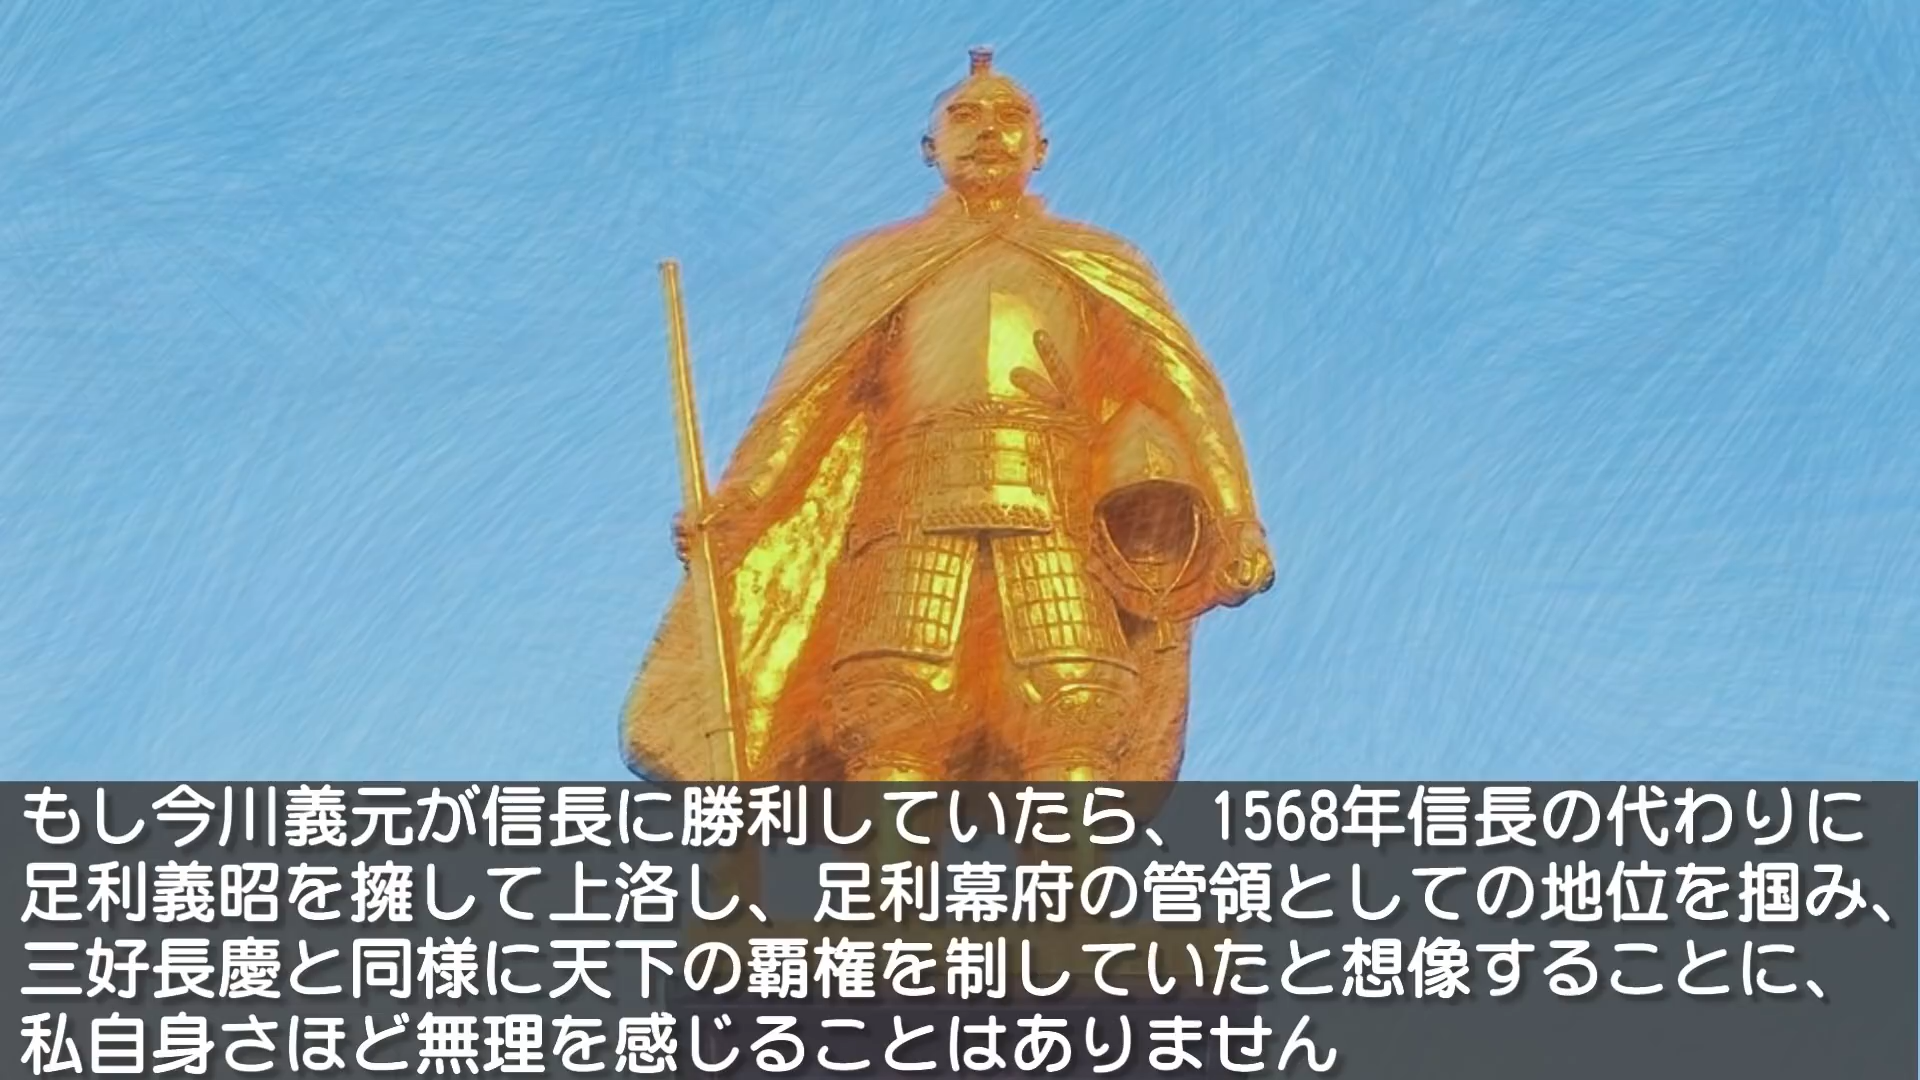 もし今川義元が信長に勝利していたら、1568年信長の代わりに
足利義昭を擁して上洛し、足利幕府の管領としての地位を掴み、
三好長慶と同様に天下の覇権を制していたと想像することに、
私自身さほど無理を感じることはありません